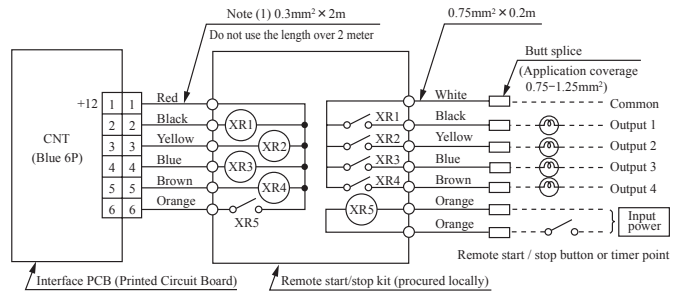 Note (1) 0.3mm² × 2m
Do not use the length over 2 meter
0.75mm² × 0.2m
Butt splice
(Application coverage
0.75−1.25mm²)
CNT
(Blue 6P)
+12
1 1 Red
2 2 Black
3 3 Yellow
4 4 Blue
5 5 Brown
6 6 Orange
XR1
XR2
XR3
XR4
XR5
White
XR1 Black
XR2 Yellow
XR3 Blue
XR4 Brown
XR5 Orange
Orange
Common
Output 1
Output 2
Output 3
Output 4
Input
power
Remote start / stop button or timer point
Interface PCB (Printed Circuit Board)
Remote start/stop kit (procured locally)